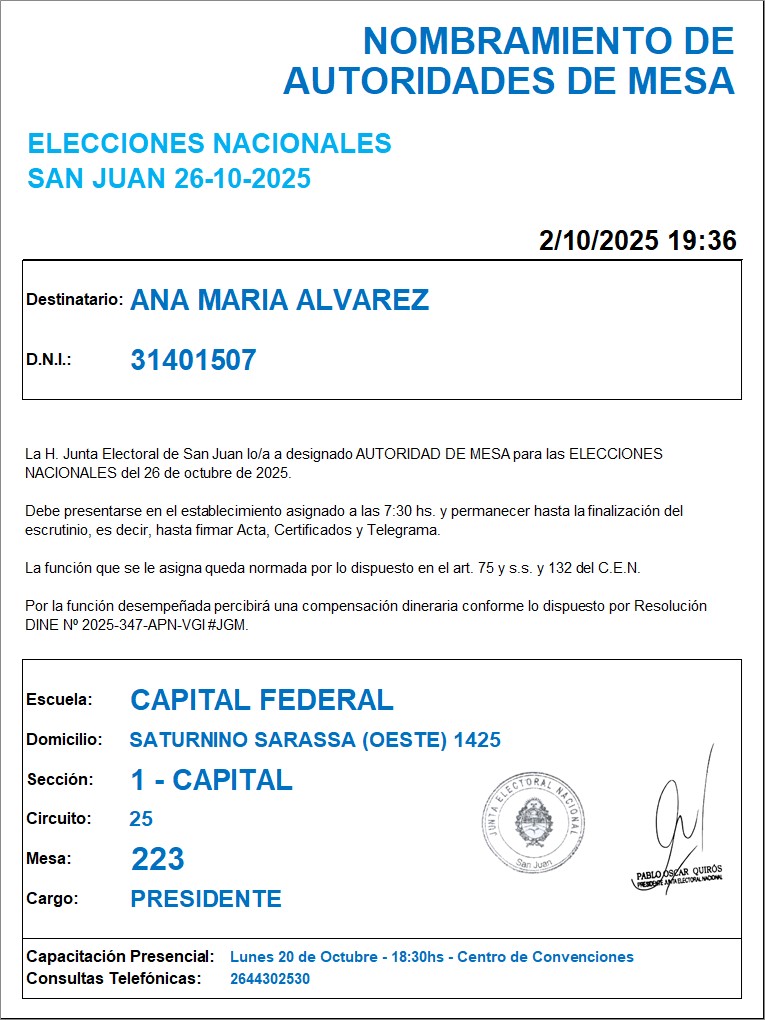 NOMBRAMIENTO DE
AUTORIDADES DE MESA
ELECCIONES NACIONALES
SAN JUAN 26-10-2025
2/10/2025 19:36
Destinatario: ANA MARIA ALVAREZ
D.N.I.: 31401507
La H. Junta Electoral de San Juan lo/a a designado AUTORIDAD DE MESA para las ELECCIONES
NACIONALES del 26 de octubre de 2025.
Debe presentarse en el establecimiento asignado a las 7:30 hs. y permanecer hasta la finalización del
escrutinio, es decir, hasta firmar Acta, Certificados y Telegrama.
La función que se le asigna queda normada por lo dispuesto en el art. 75 y s.s. y 132 del C.E.N.
Por la función desempeñada percibirá una compensación dineraria conforme lo dispuesto por Resolución
DINE Nº 2025-347-APN-VGI#JGM.
Escuela: CAPITAL FEDERAL
Domicilio: SATURNINO SARASSA (OESTE) 1425
Sección: 1 - CAPITAL
Circuito: 25
Mesa: 223
Cargo: PRESIDENTE
JUNTA ELECTORAL NACIONAL
San Juan
PABLO OSCAR QUIRÓS
PRESIDENTE JUNTA ELECTORAL NACIONAL
Capacitación Presencial: Lunes 20 de Octubre - 18:30hs - Centro de Convenciones
Consultas Telefónicas: 2644302530